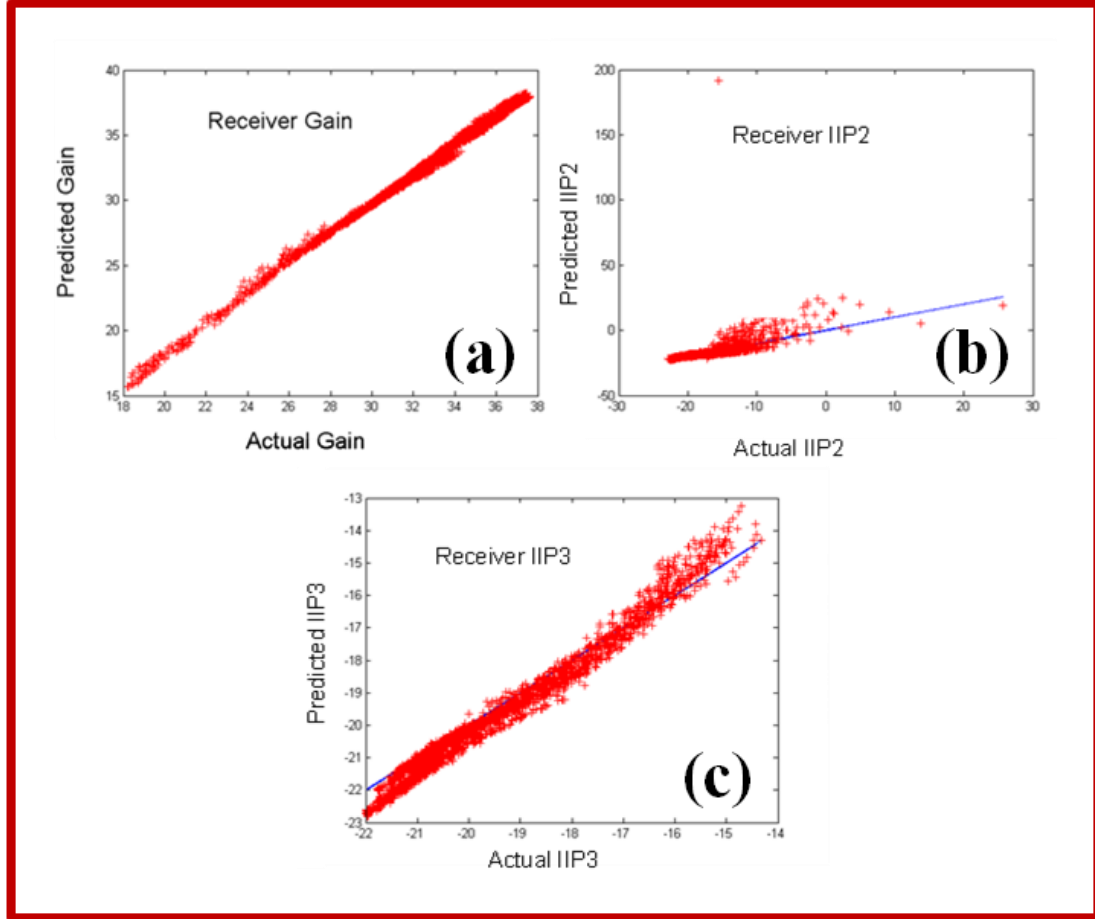 Receiver Gain
Predicted Gain
40
35
30
25
20
15
18 20 22 24 26 28 30 32 34 36 38
Actual Gain
(a)
Receiver IIP2
Predicted IIP2
200
150
100
50
0
-50
-30 -20 -10 0 10 20 30
Actual IIP2
(b)
Receiver IIP3
Predicted IIP3
-13
-14
-15
-16
-17
-18
-19
-20
-21
-22
-23
-22 -21 -20 -19 -18 -17 -16 -15 -14
Actual IIP3
(c)